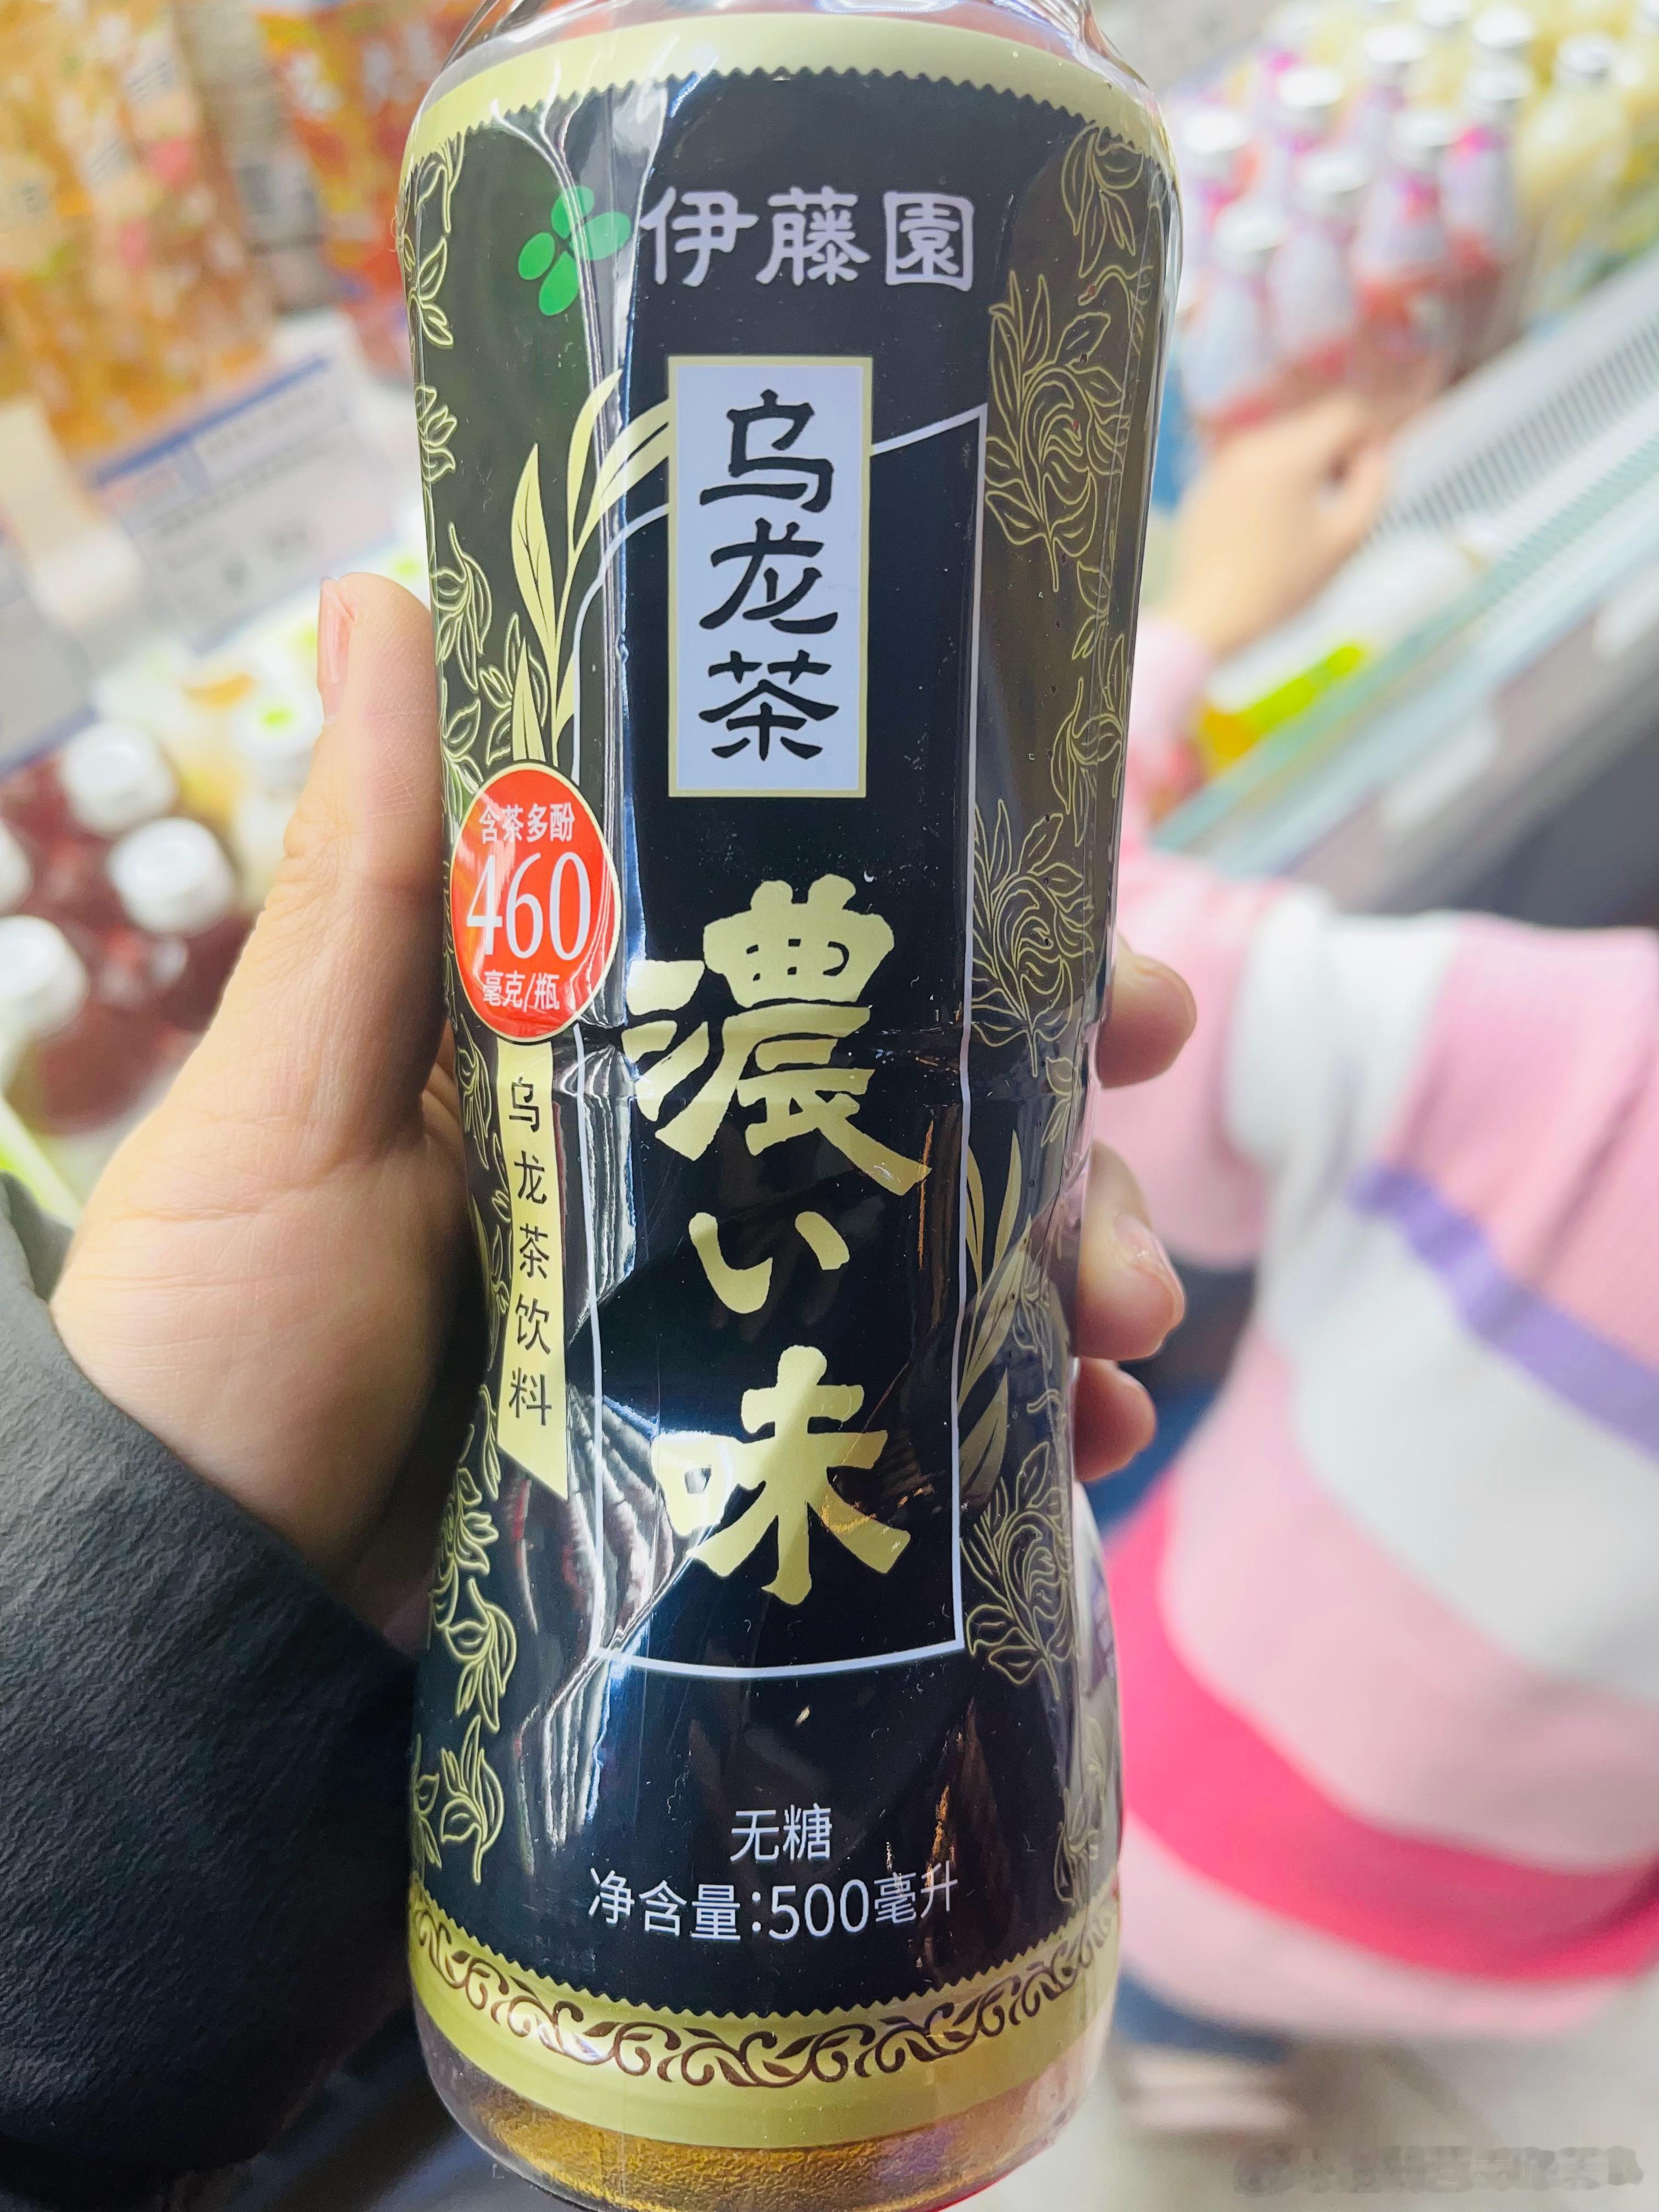 伊藤園
乌龙茶
濃い味
含茶多酚
460
毫克/瓶
乌龙茶饮料
无糖
净含量:500毫升